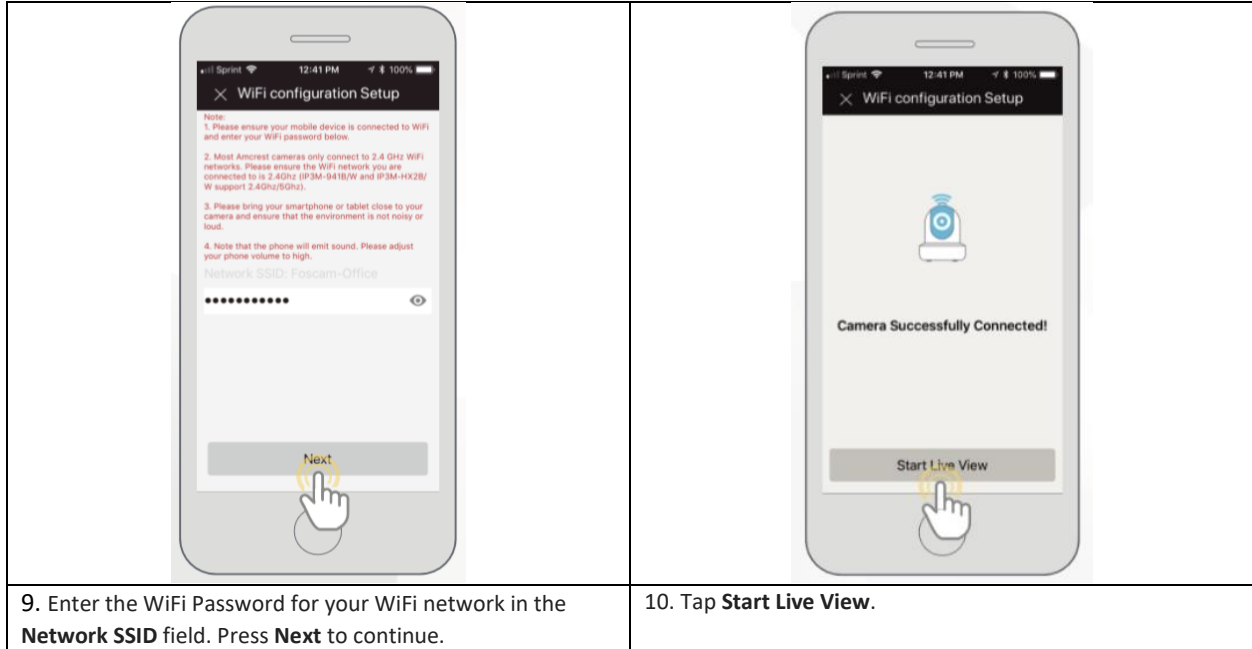 Sprint 12:41 PM 100%
WiFi configuration Setup
Note:
1. Please ensure your mobile device is connected to WiFi
and enter your WiFi password below.
2. Most Amcrest cameras only connect to 2.4 GHz WiFi
networks. Please ensure the WiFi network you are
connected to is 2.4Ghz (IP3M-941B/W and IP3M-HX2B/
W support 2.4Ghz/5Ghz).
3. Please bring your smartphone or tablet close to your
camera and ensure that the environment is not noisy or
loud.
4. Note that the phone will emit sound. Please adjust
your phone volume to high.
Network SSID: Foscam-Office
•••••••••••
Next
9. Enter the WiFi Password for your WiFi network in the
Network SSID field. Press Next to continue.
Sprint 12:41 PM 100%
WiFi configuration Setup
Camera Successfully Connected!
Start Live View
10. Tap Start Live View.